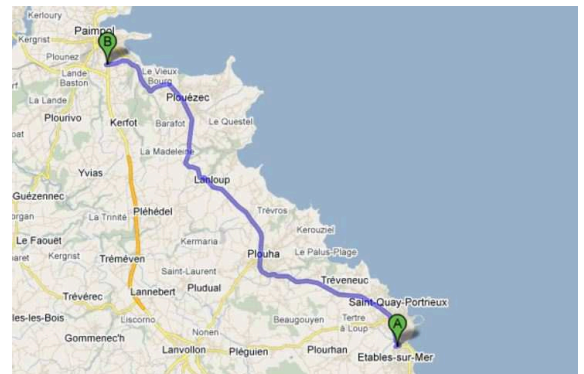 Kerloury
Paimpol
Kergrist
B
Plounez
Le Vieux
Bourg
Lande
Baston
Plouézec
La Lande
Plourivo
Kerfot
Barafot
Le Questel
La Madeleine
Yvias
Lanloup
Guézennec
Pléhédel
Trévros
La Trinité
Kerouziel
Le Faouët
Kermaria
Kergrist
Tréméven
Plouha
Le Palus-Plage
Saint-Laurent
Tréveneuc
Lannebert
Pludual
Trévérec
Saint-Quay-Portrieux
Liscorno
Beaugouyen
Tertre
à Loup
A
les-les-Bois
Nonen
Gommenec'h
Lanvollon
Pléguien
Plourhan
Etables-sur-Mer